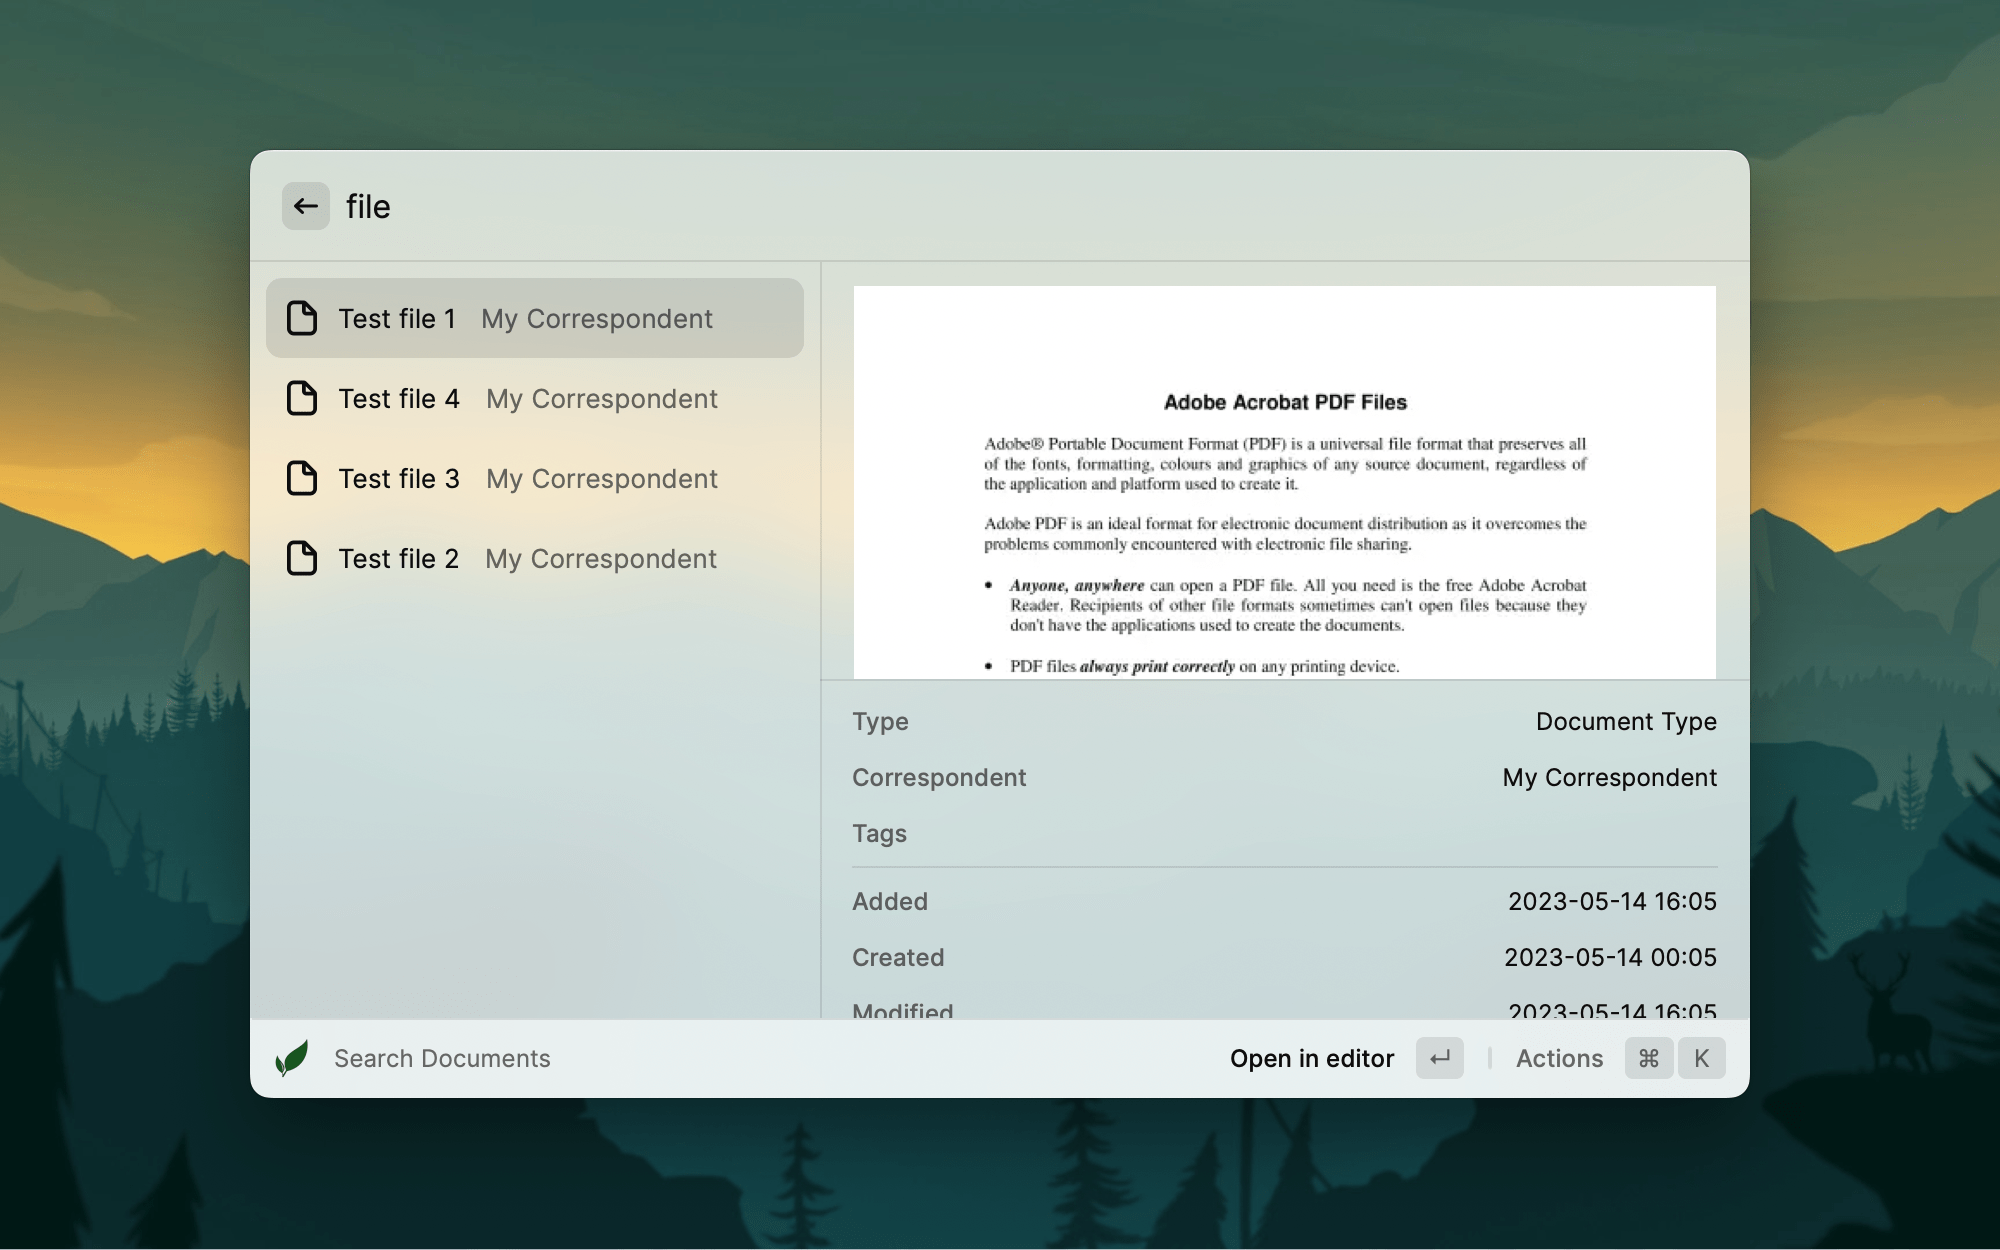 file
Test file 1 My Correspondent
Test file 4 My Correspondent
Test file 3 My Correspondent
Test file 2 My Correspondent
Adobe Acrobat PDF Files
Adobe® Portable Document Format (PDF) is a universal file format that preserves all
of the fonts, formatting, colours and graphics of any source document, regardless of
the application and platform used to create it.
Adobe PDF is an ideal format for electronic document distribution as it overcomes the
problems commonly encountered with electronic file sharing.
• Anyone, anywhere can open a PDF file. All you need is the free Adobe Acrobat
Reader. Recipients of other file formats sometimes can't open files because they
don't have the applications used to create the documents.
• PDF files always print correctly on any printing device.
Type Document Type
Correspondent My Correspondent
Tags
Added 2023-05-14 16:05
Created 2023-05-14 00:05
Modified 2023-05-14 16:05
Search Documents Open in editor ↵ Actions ⌘ K